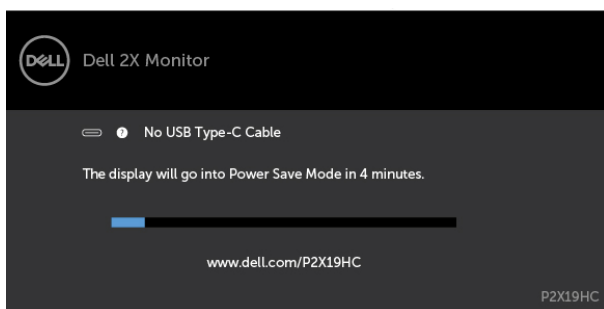 DELL
Dell 2X Monitor
? No USB Type-C Cable
The display will go into Power Save Mode in 4 minutes.
www.dell.com/P2X19HC
P2X19HC